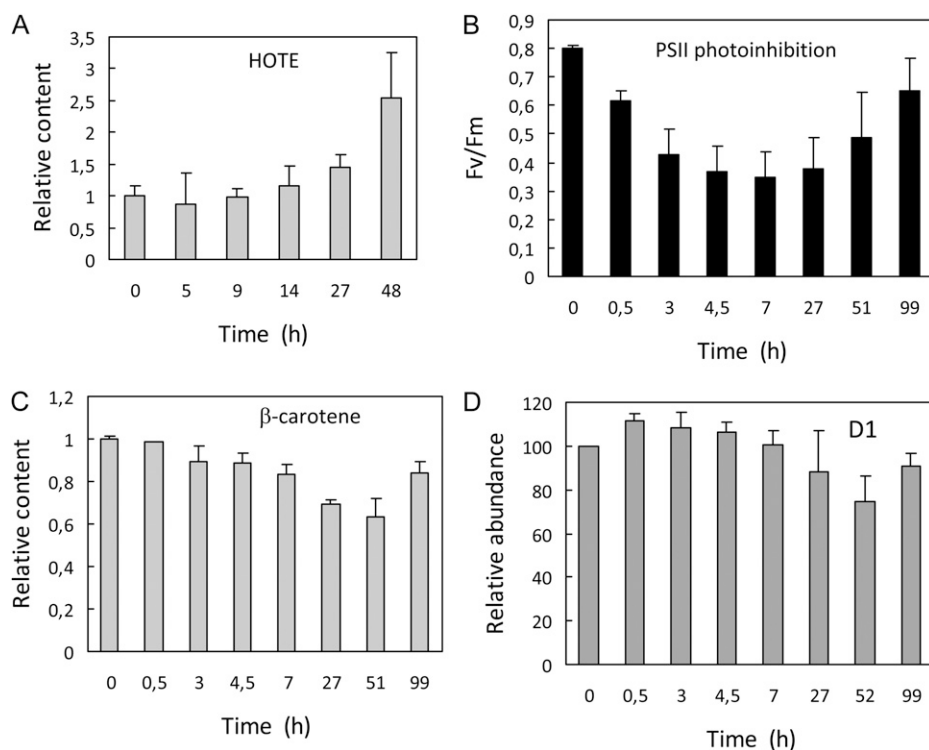 A
HOTE
Relative content
3,5
3
2,5
2
1,5
1
0,5
0
0 5 9 14 27 48
Time (h)
B
PSII photoinhibition
Fv/Fm
0,9
0,8
0,7
0,6
0,5
0,4
0,3
0,2
0,1
0
0 0,5 3 4,5 7 27 51 99
Time (h)
C
β-carotene
Relative content
1,2
1
0,8
0,6
0,4
0,2
0
0 0,5 3 4,5 7 27 51 99
Time (h)
D
D1
Relative abundance
120
100
80
60
40
20
0
0 0,5 3 4,5 7 27 52 99
Time (h)